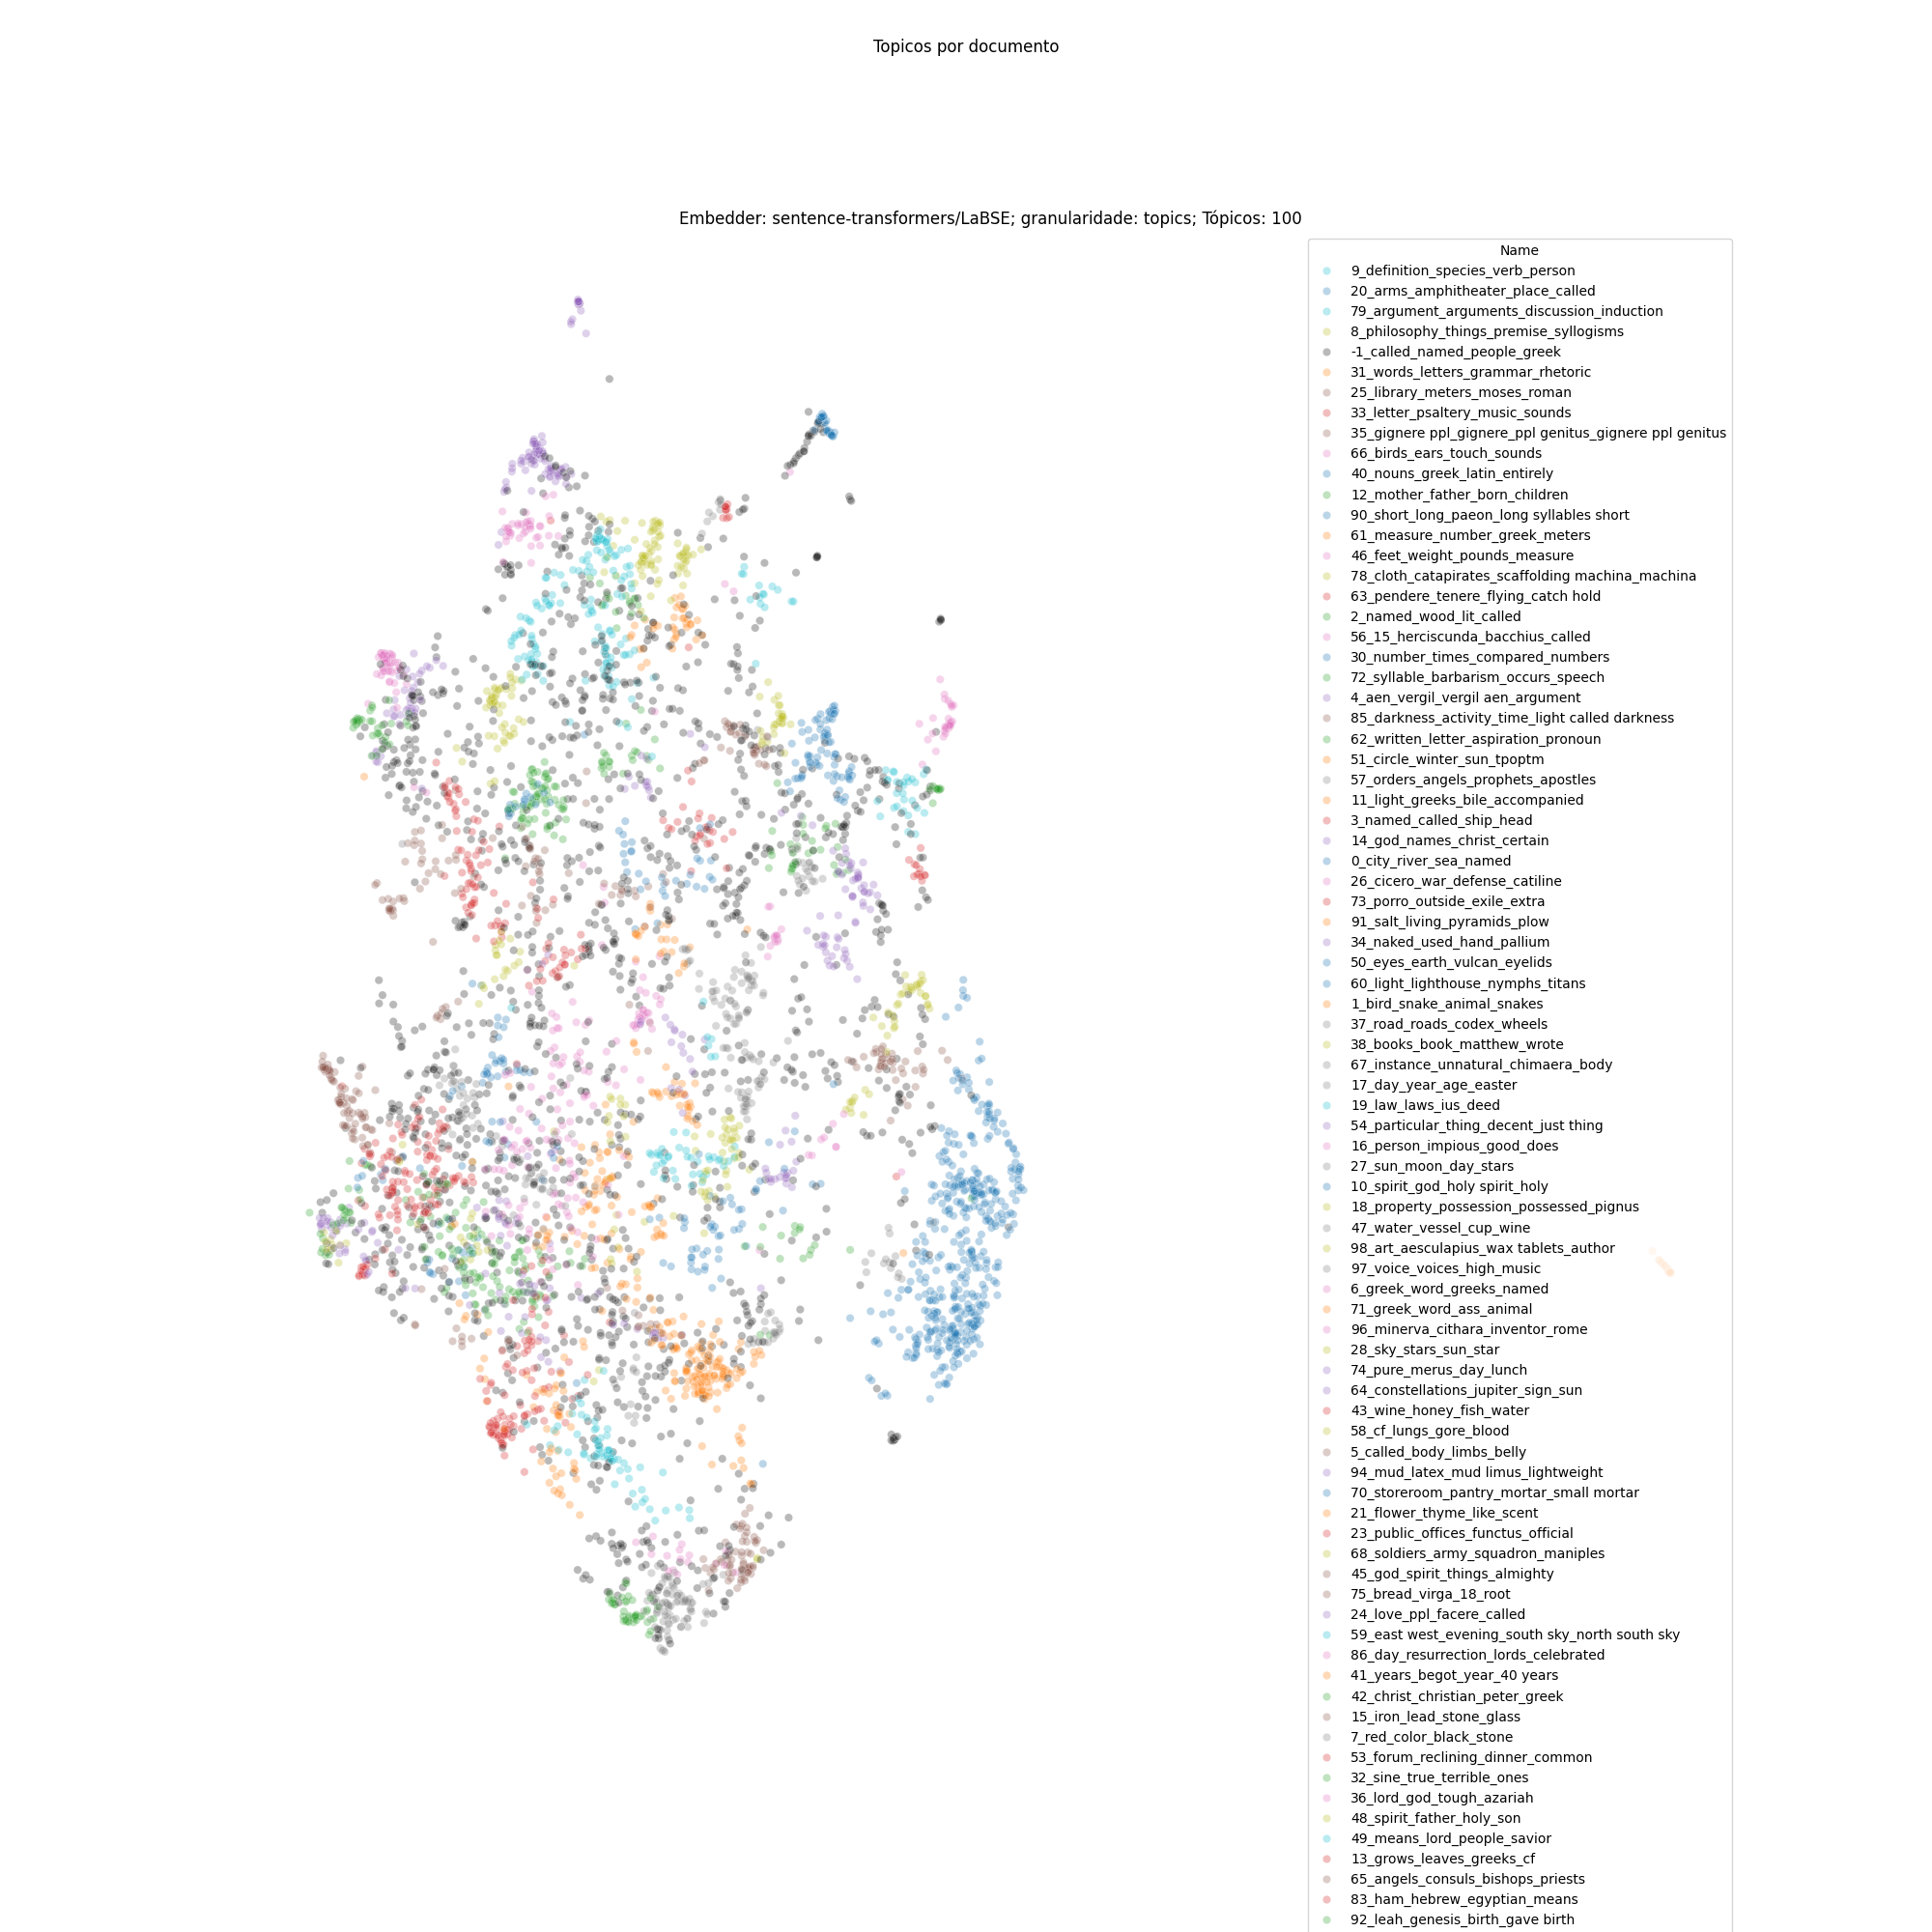 Topicos por documento
Embedder: sentence-transformers/LaBSE; granularidade: topics; Tópicos: 100
Name
9_definition_species_verb_person
20_arms_amphitheater_place_called
79_argument_arguments_discussion_induction
8_philosophy_things_premise_syllogisms
-1_called_named_people_greek
31_words_letters_grammar_rhetoric
25_library_meters_moses_roman
33_letter_psaltery_music_sounds
35_gignere ppl_gignere_ppl genitus_gignere ppl genitus
66_birds_ears_touch_sounds
40_nouns_greek_latin_entirely
12_mother_father_born_children
90_short_long_paeon_long syllables short
61_measure_number_greek_meters
46_feet_weight_pounds_measure
78_cloth_catapirates_scaffolding machina_machina
63_pendere_tenere_flying_catch hold
2_named_wood_lit_called
56_15_herciscunda_bacchius_called
30_number_times_compared_numbers
72_syllable_barbarism_occurs_speech
4_aen_vergil_vergil aen_argument
85_darkness_activity_time_light called darkness
62_written_letter_aspiration_pronoun
51_circle_winter_sun_tpoptm
57_orders_angels_prophets_apostles
11_light_greeks_bile_accompanied
3_named_called_ship_head
14_god_names_christ_certain
0_city_river_sea_named
26_cicero_war_defense_catiline
73_porro_outside_exile_extra
91_salt_living_pyramids_plow
34_naked_used_hand_pallium
50_eyes_earth_vulcan_eyelids
60_light_lighthouse_nymphs_titans
1_bird_snake_animal_snakes
37_road_roads_codex_wheels
38_books_book_matthew_wrote
67_instance_unnatural_chimaera_body
17_day_year_age_easter
19_law_laws_ius_deed
54_particular_thing_decent_just thing
16_person_impious_good_does
27_sun_moon_day_stars
10_spirit_god_holy spirit_holy
18_property_possession_possessed_pignus
47_water_vessel_cup_wine
98_art_aesculapius_wax tablets_author
97_voice_voices_high_music
6_greek_word_greeks_named
71_greek_word_ass_animal
96_minerva_cithara_inventor_rome
28_sky_stars_sun_star
74_pure_merus_day_lunch
64_constellations_jupiter_sign_sun
43_wine_honey_fish_water
58_cf_lungs_gore_blood
5_called_body_limbs_belly
94_mud_latex_mud limus_lightweight
70_storeroom_pantry_mortar_small mortar
21_flower_thyme_like_scent
23_public_offices_functus_official
68_soldiers_army_squadron_maniples
45_god_spirit_things_almighty
75_bread_virga_18_root
24_love_ppl_facere_called
59_east west_evening_south sky_north south sky
86_day_resurrection_lords_celebrated
41_years_begot_year_40 years
42_christ_christian_peter_greek
15_iron_lead_stone_glass
7_red_color_black_stone
53_forum_reclining_dinner_common
32_sine_true_terrible_ones
36_lord_god_tough_azariah
48_spirit_father_holy_son
49_means_lord_people_savior
13_grows_leaves_greeks_cf
65_angels_consuls_bishops_priests
83_ham_hebrew_egyptian_means
92_leah_genesis_birth_gave birth